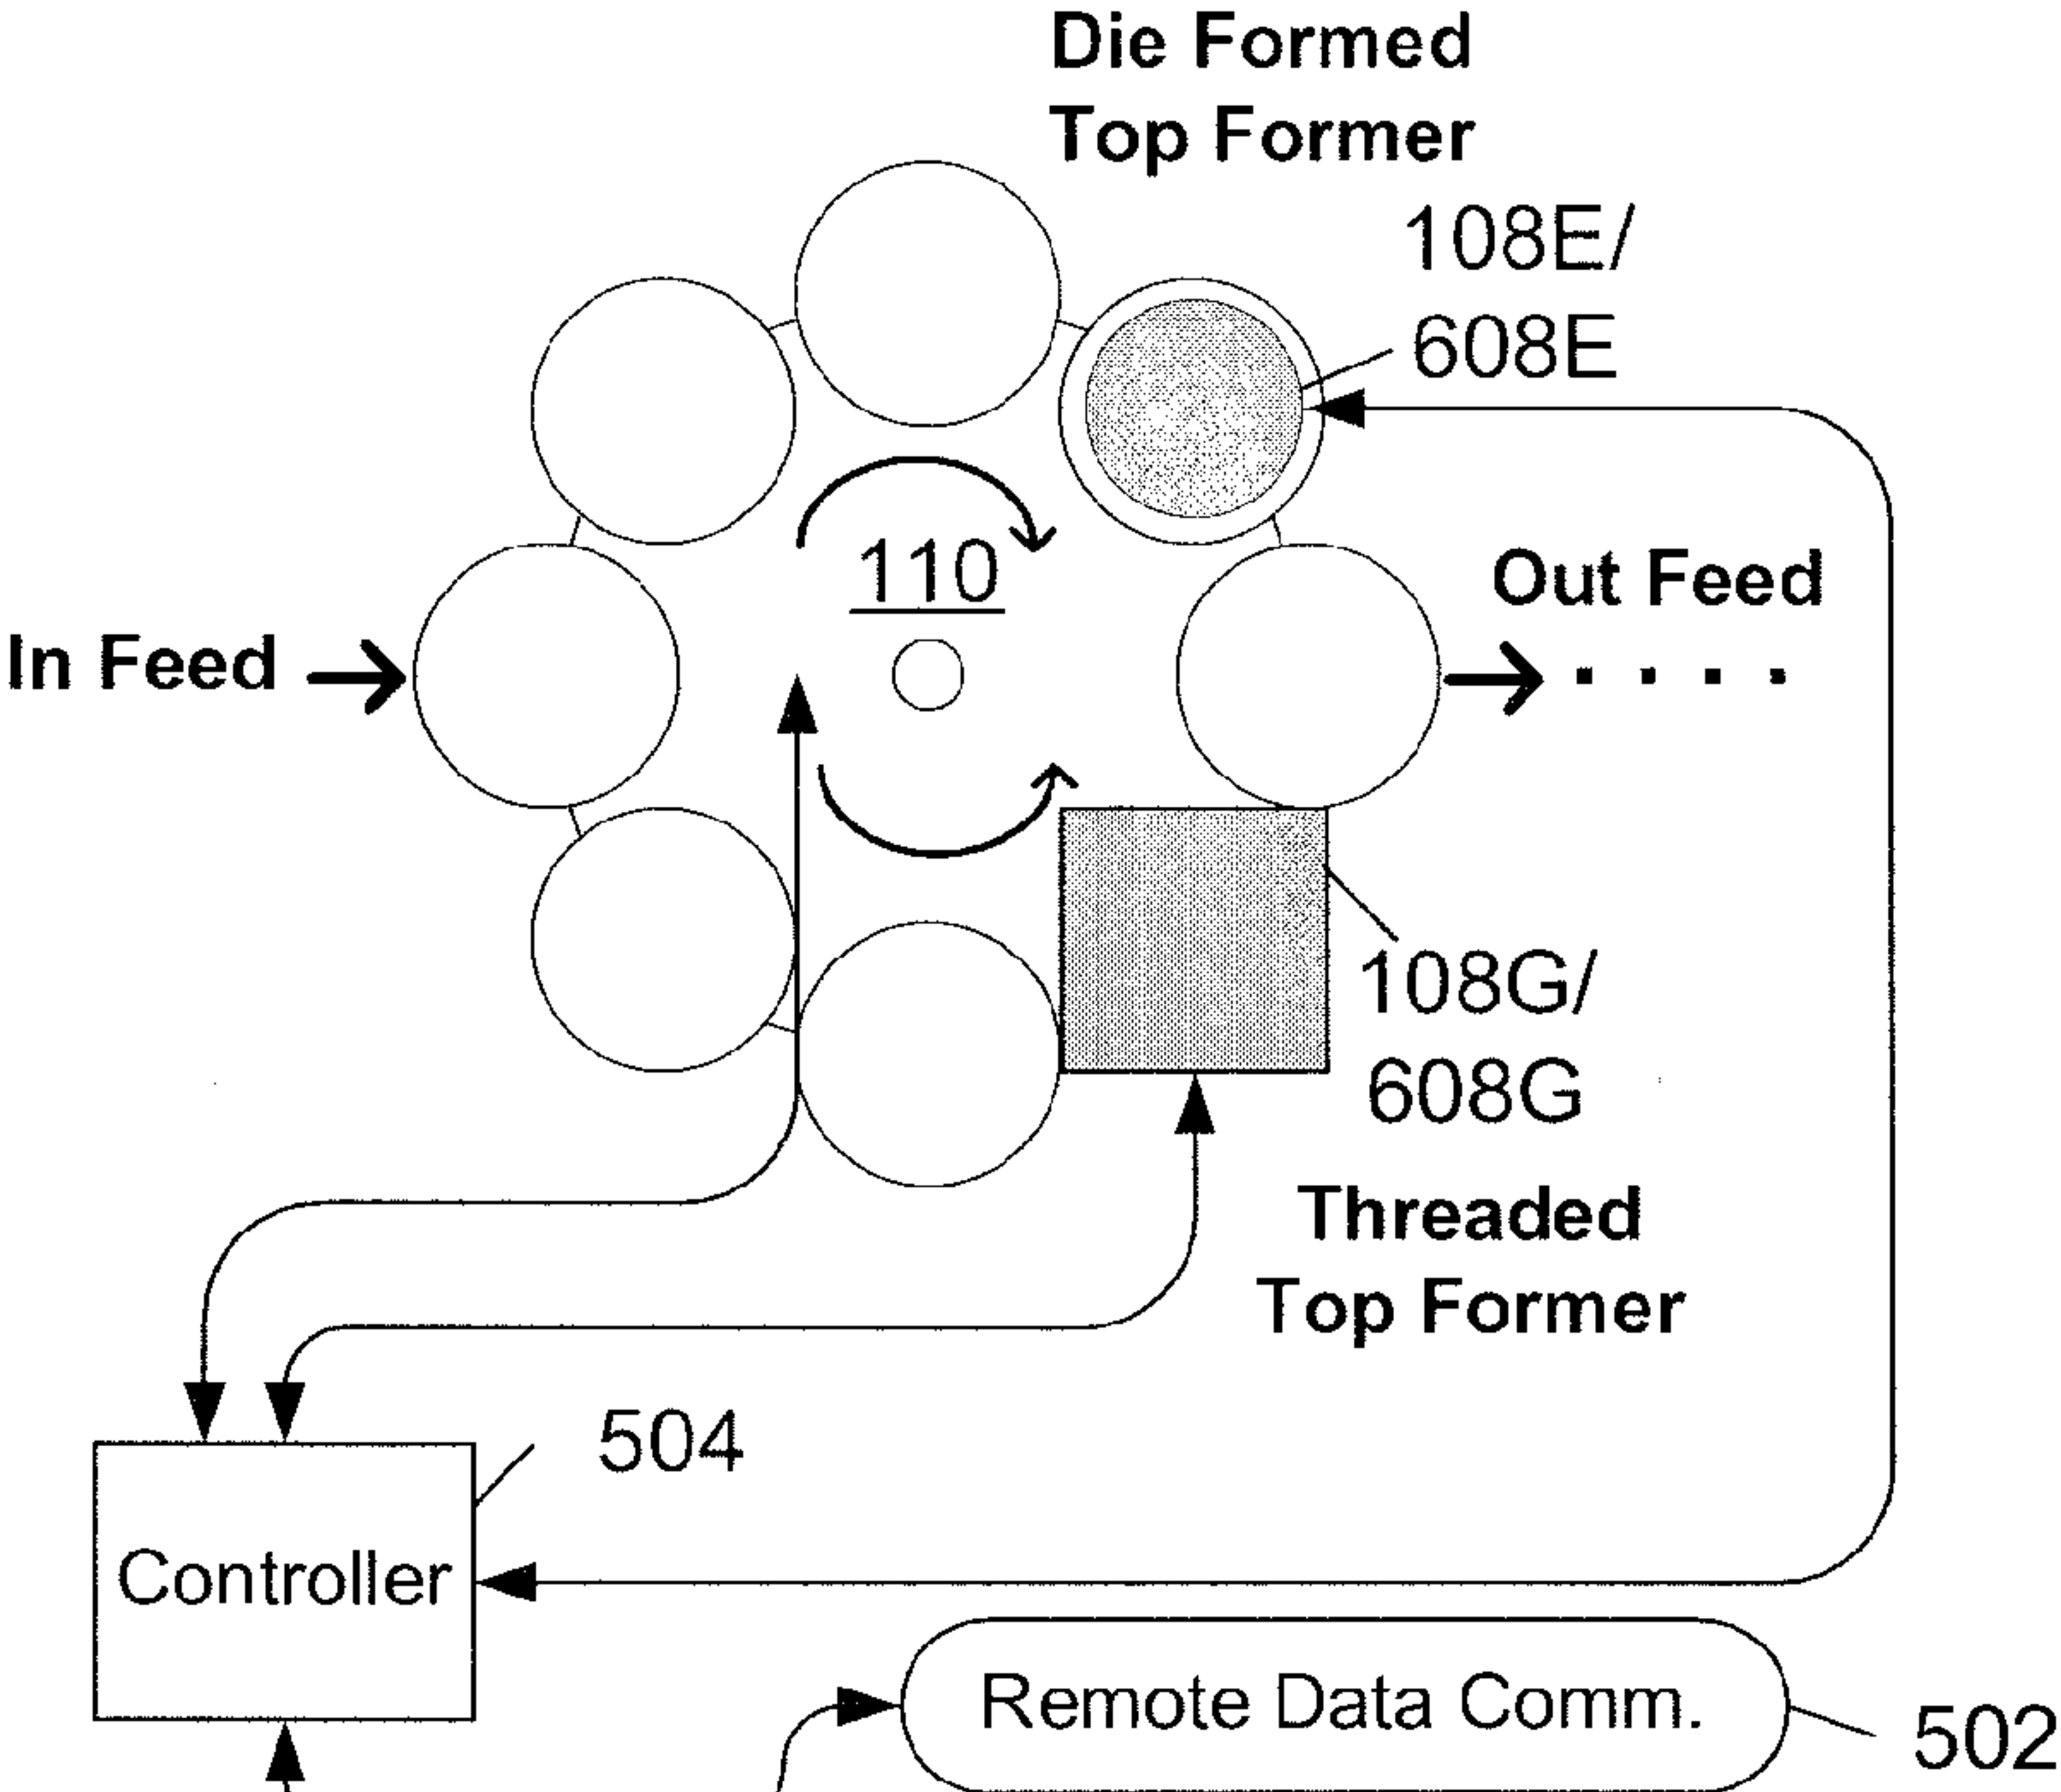 Die Formed
Top Former
108E/
608E
110
Out Feed
In Feed
108G/
608G
Threaded
Top Former
504
Controller
Remote Data Comm.
502